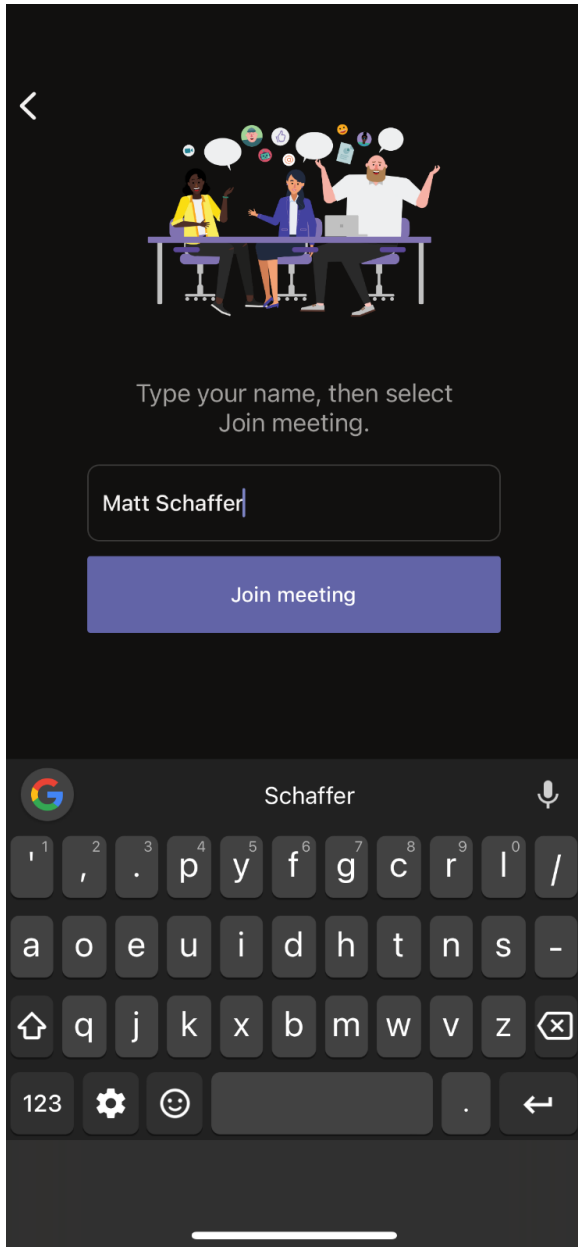 Type your name, then select
Join meeting.
Matt Schaffer
Join meeting
Schaffer
' 1 , 2 . 3 p 4 y 5 f 6 g 7 c 8 r 9 l 0 /
a o e u i d h t n s -
q j k x b m w v z
123 .